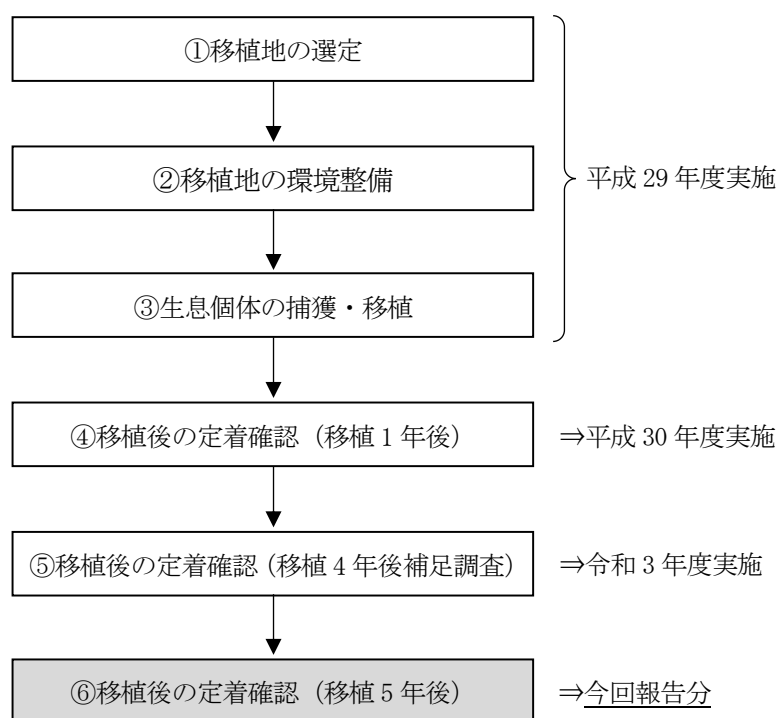 ①移植地の選定
②移植地の環境整備
平成 29 年度実施
③生息個体の捕獲・移植
④移植後の定着確認（移植 1 年後）
⇒平成 30 年度実施
⑤移植後の定着確認（移植 4 年後補足調査）
⇒令和 3 年度実施
⑥移植後の定着確認（移植 5 年後）
⇒今回報告分